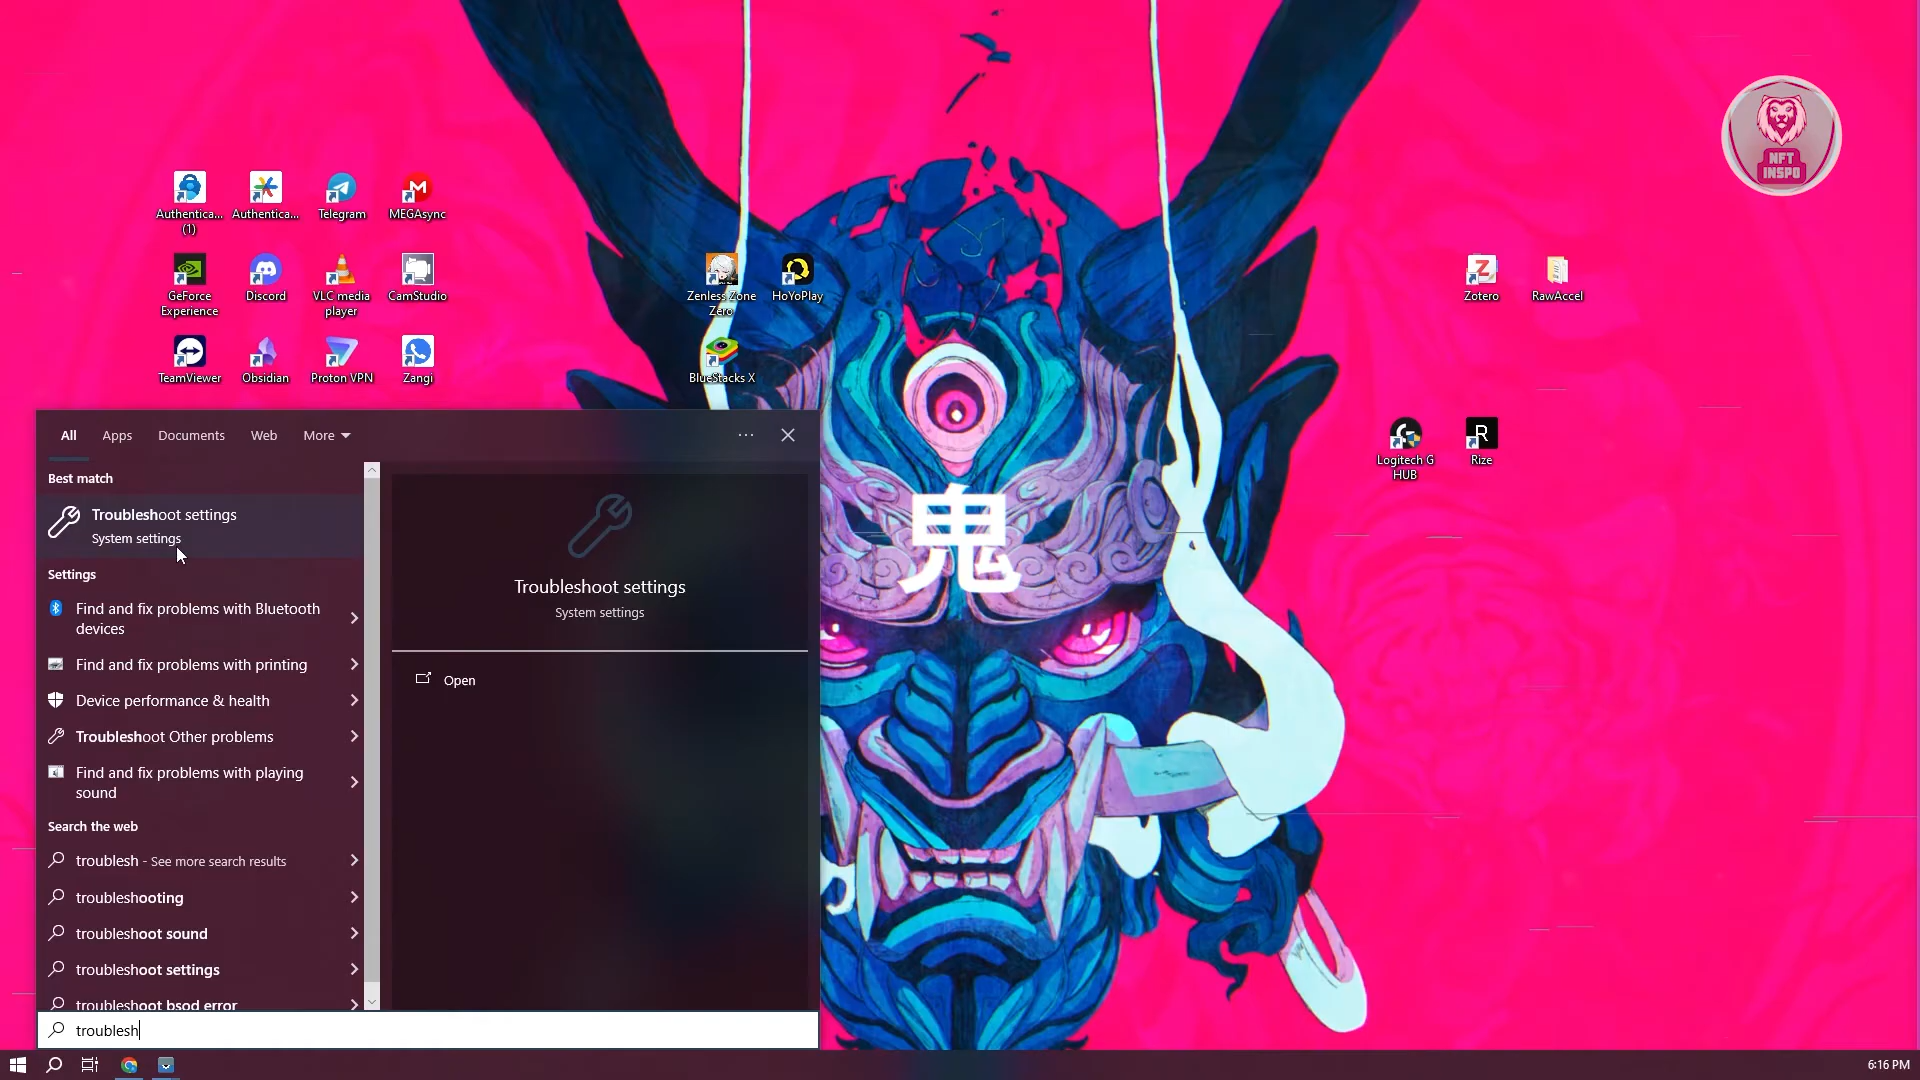 NFT
INSPO
Authentica...
(1)
Authentica...
Telegram
MEGAsync
GeForce
Experience
Discord
VLC media
player
CamStudio
Zenless Zone
Zero
HoYoPlay
Zotero
RawAccel
TeamViewer
Obsidian
Proton VPN
Zangi
BlueStacks X
Logitech G
HUB
R
Rize
鬼
All
Apps
Documents
Web
More
Best match
Troubleshoot settings
System settings
Settings
Find and fix problems with Bluetooth
devices
Find and fix problems with printing
Device performance & health
Troubleshoot Other problems
Find and fix problems with playing
sound
Search the web
troublesh - See more search results
troubleshooting
troubleshoot sound
troubleshoot settings
troubleshoot bsod error
Troubleshoot settings
System settings
Open
troublesh
6:16 PM